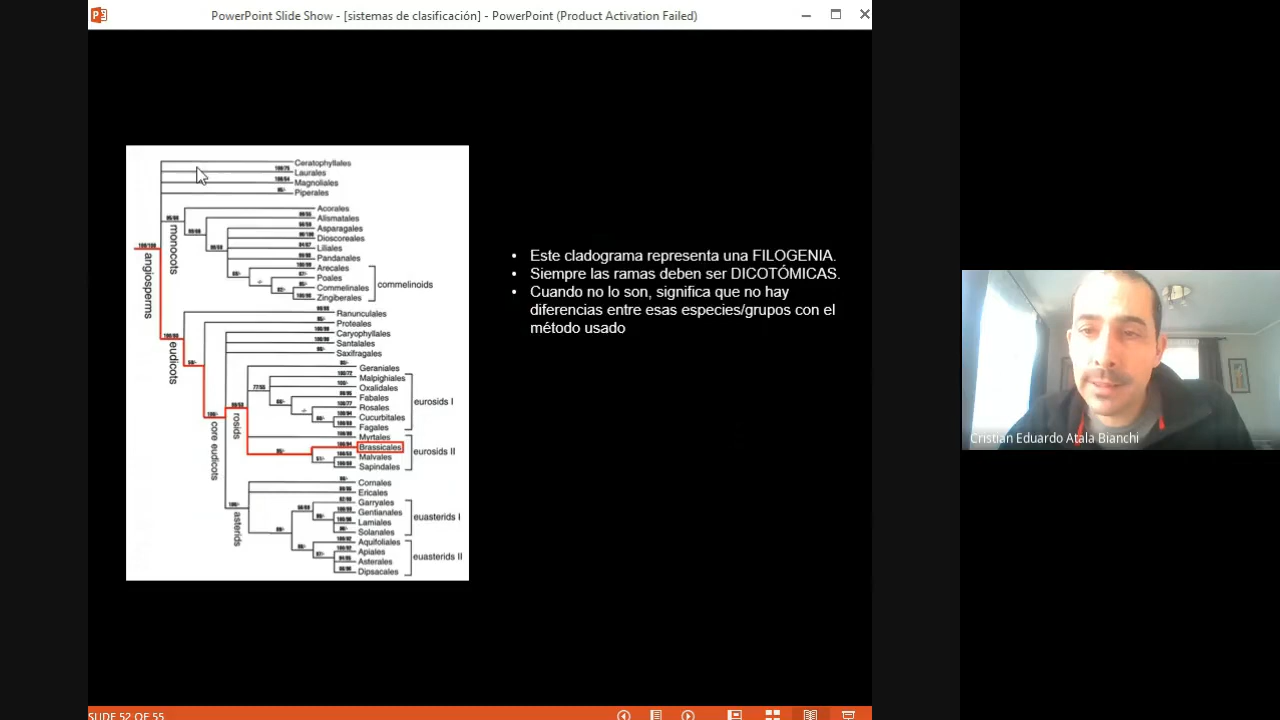 PowerPoint Slide Show - [sistemas de clasificación] - PowerPoint (Product Activation Failed)
Ceratophyllales
Laurales
Magnoliales
Piperales
Acorales
Alismatales
Asparagales
Dioscoreales
Liliales
Pandanales
Arecales
Poales
Commelinales
Zingiberales
commelinoids
monocots
angiosperms
eudicots
Ranunculales
Proteales
Caryophyllales
Santalales
Saxifragales
Geraniales
Malpighiales
Oxalidales
Fabales
Rosales
Cucurbitales
Fagales
eurosids I
Myrtales
Brassicales
Malvales
Sapindales
eurosids II
rosids
core eudicots
Cornales
Ericales
Garryales
Gentianales
Lamiales
Solanales
euasterids I
Aquifoliales
Apiales
Asterales
Dipsacales
euasterids II
asterids
• Este cladograma representa una FILOGENIA.
• Siempre las ramas deben ser DICOTÓMICAS.
• Cuando no lo son, significa que no hay
diferencias entre esas especies/grupos con el
método usado
Cristian Eduardo Atala Bianchi
SLIDE 52 OF 55